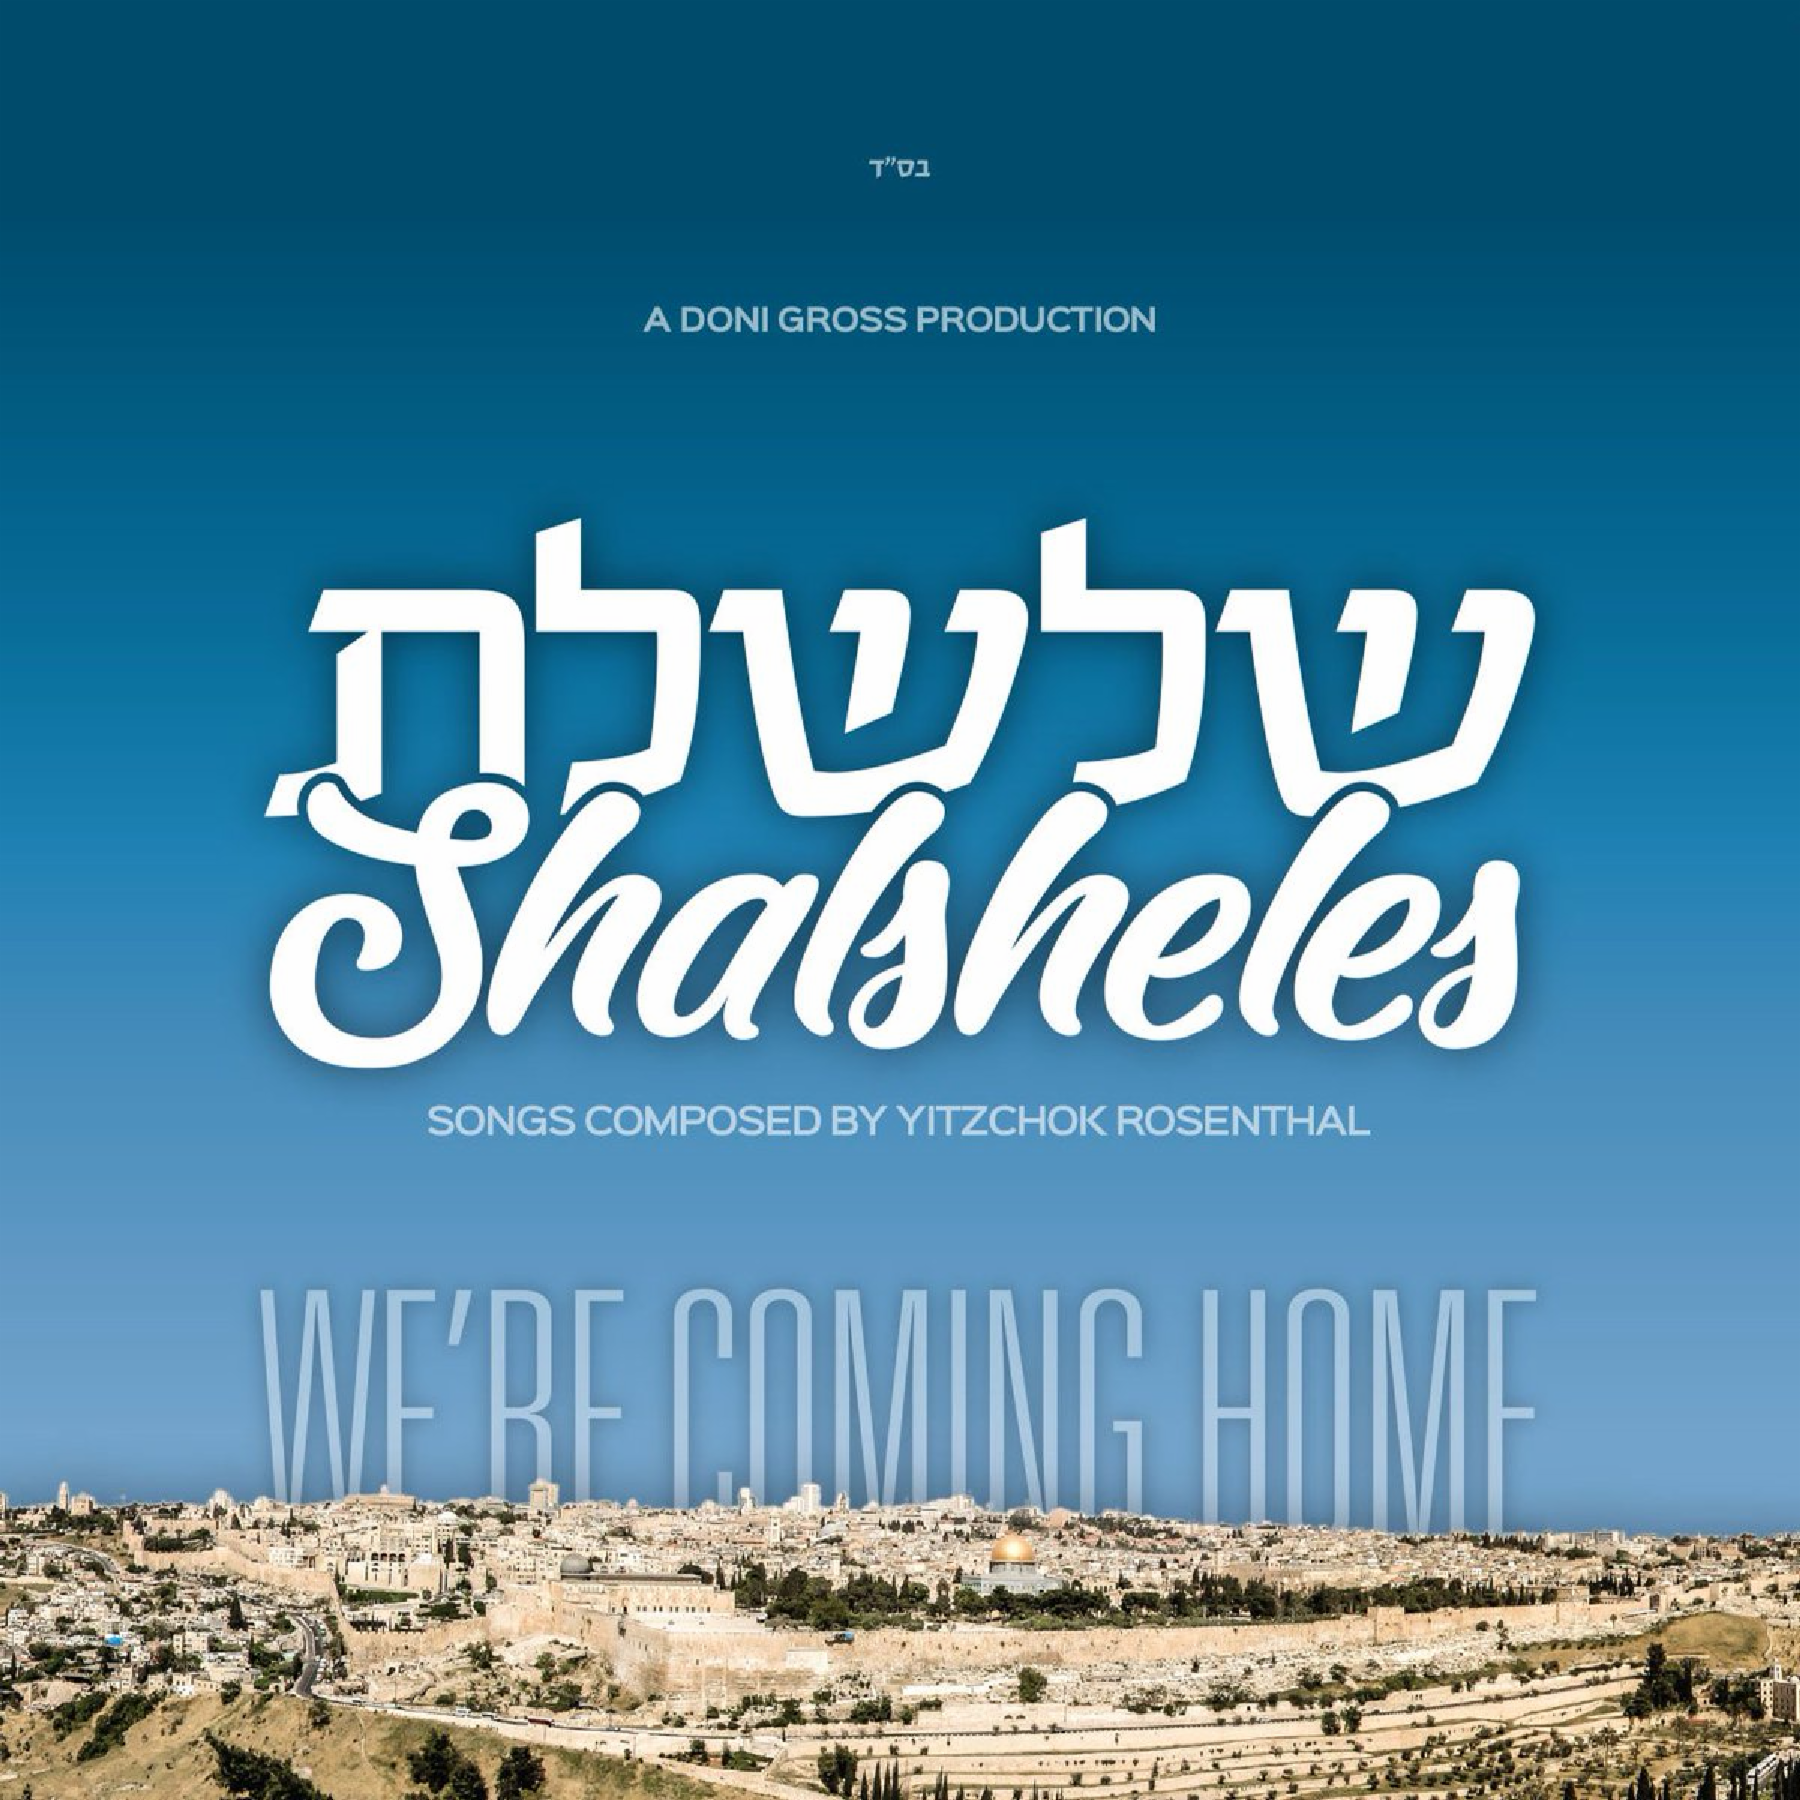 בס"ד
A DONI GROSS PRODUCTION
שלשלת
Shalsheles
SONGS COMPOSED BY YITZCHOK ROSENTHAL
WE'RE COMING HOME